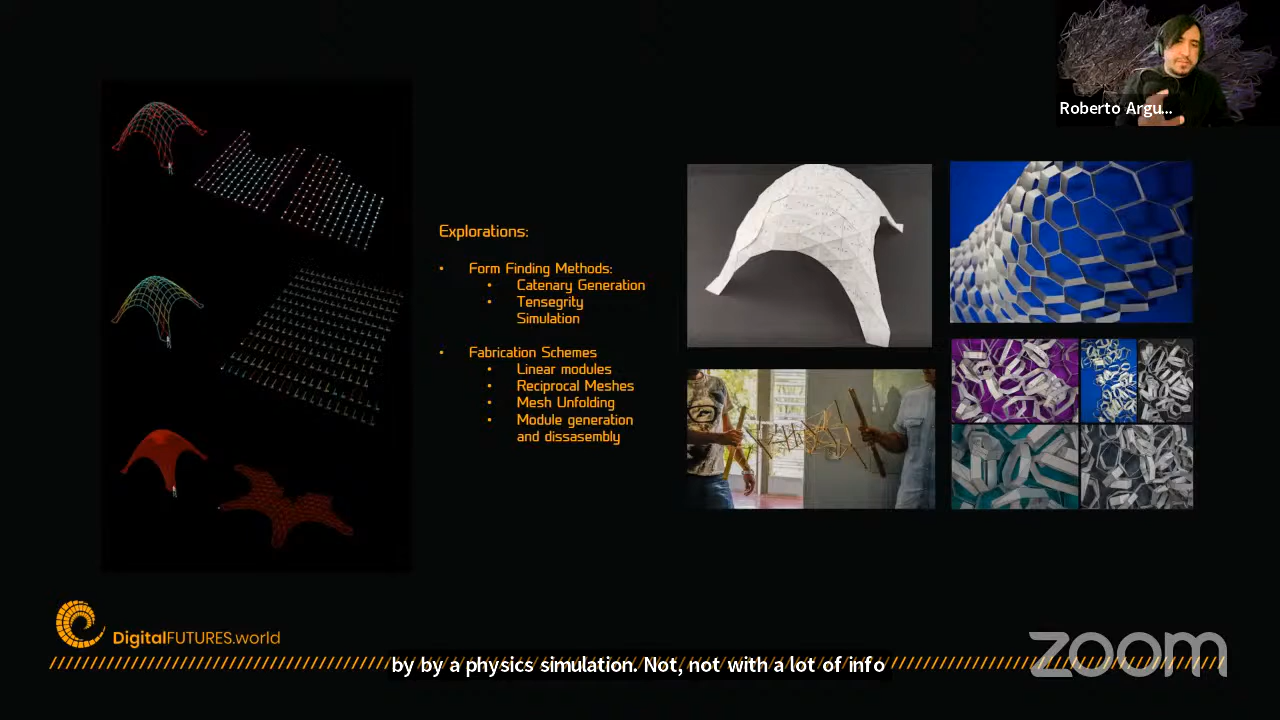 Roberto Argu...
Explorations:
• Form Finding Methods:
• Catenary Generation
• Tensegrity
Simulation
• Fabrication Schemes
• Linear modules
• Reciprocal Meshes
• Mesh Unfolding
• Module generation
and dissasembly
DigitalFUTURES.world
zoom
by by a physics simulation. Not, not with a lot of info